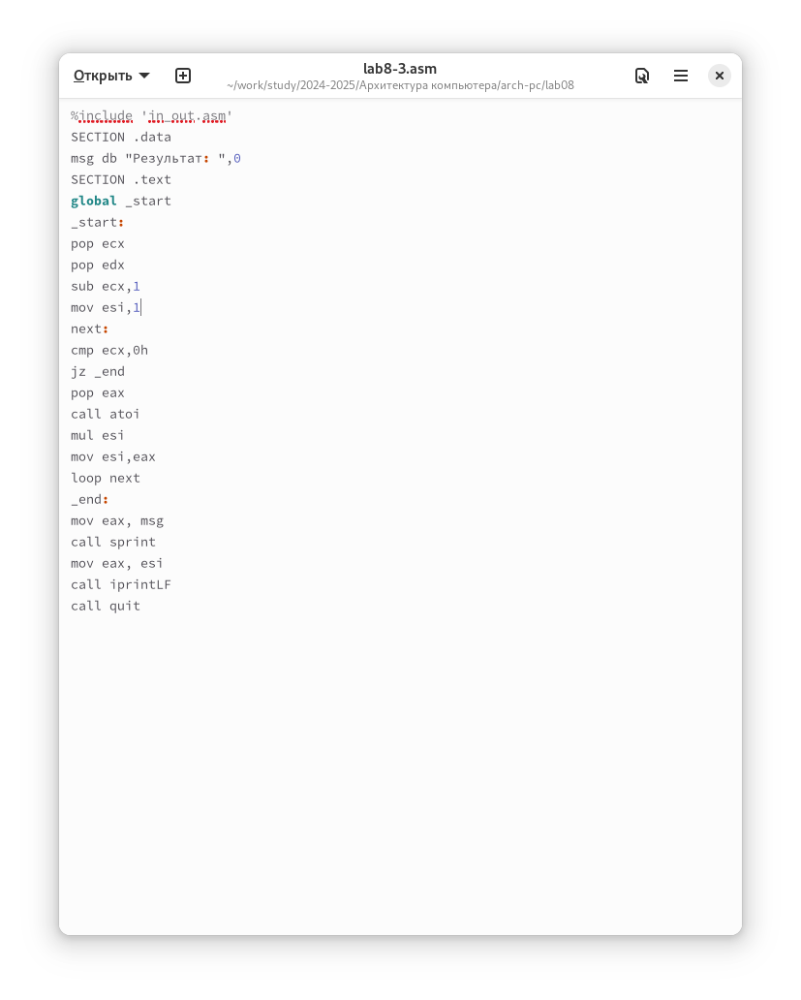 Открыть
lab8-3.asm
~/work/study/2024-2025/Архитектура компьютера/arch-pc/lab08
%include 'in_out.asm'
SECTION .data
msg db "Результат: ",0
SECTION .text
global _start
_start:
pop ecx
pop edx
sub ecx,1
mov esi,1
next:
cmp ecx,0h
jz _end
pop eax
call atoi
mul esi
mov esi,eax
loop next
_end:
mov eax, msg
call sprint
mov eax, esi
call iprintLF
call quit